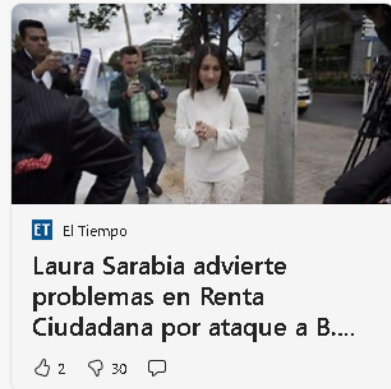 ET El Tiempo
Laura Sarabia advierte
problemas en Renta
Ciudadana por ataque a B....
2 30